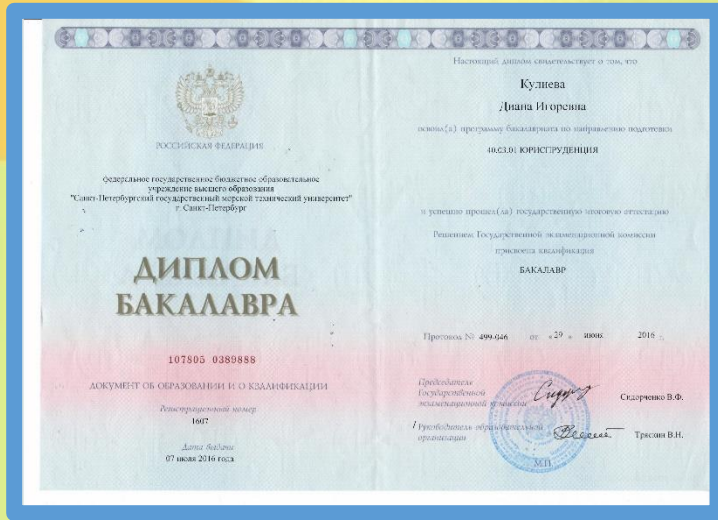 РОССИЙСКАЯ ФЕДЕРАЦИЯ
федеральное государственное бюджетное образовательное
учреждение высшего образования
"Санкт-Петербургский государственный морской технический университет"
г. Санкт-Петербург
ДИПЛОМ
БАКАЛАВРА
107805 0389888
ДОКУМЕНТ ОБ ОБРАЗОВАНИИ И О КВАЛИФИКАЦИИ
Регистрационный номер
1607
Дата выдачи
07 июля 2016 года
Настоящий диплом свидетельствует о том, что
Кулиева
Диана Игоревна
освоил(а) программу бакалавриата по направлению подготовки
40.03.01 ЮРИСПРУДЕНЦИЯ
и успешно прошел(ла) государственную итоговую аттестацию
Решением Государственной экзаменационной комиссии
присвоена квалификация
БАКАЛАВР
Протокол № 499-046 от « 29 » июня 2016 г.
Председатель
Государственной
экзаменационной комиссии
Сидорченко В.Ф.
Руководитель образовательной
организации
Тряскин В.Н.
М.П.